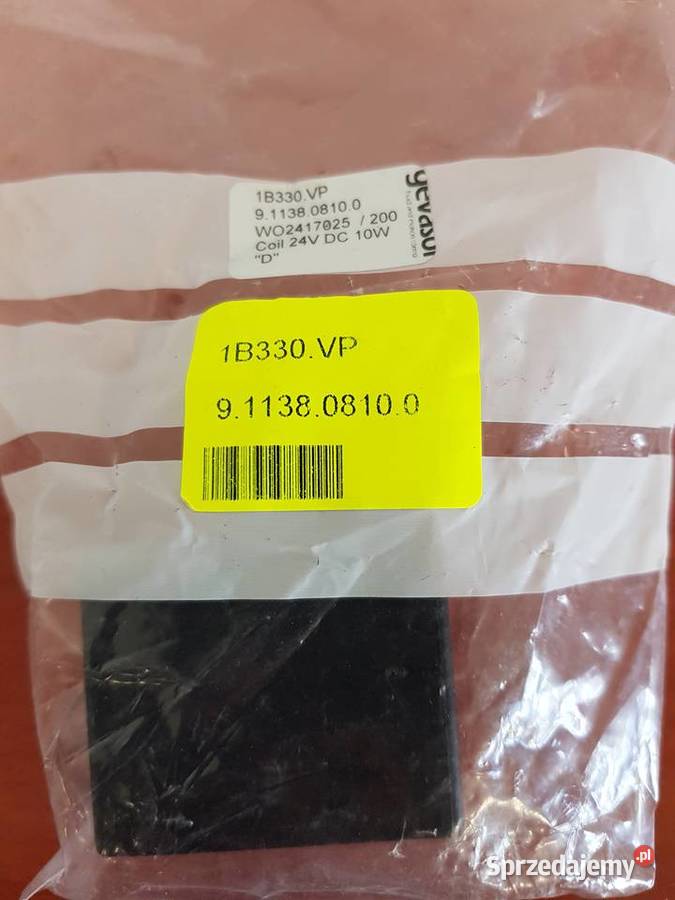 1B330.VP
9.1138.0810.0
WO2417025 / 200
Coil 24V DC 10W
"D"
1B330.VP
9.1138.0810.0
Sprzedajemy.pl